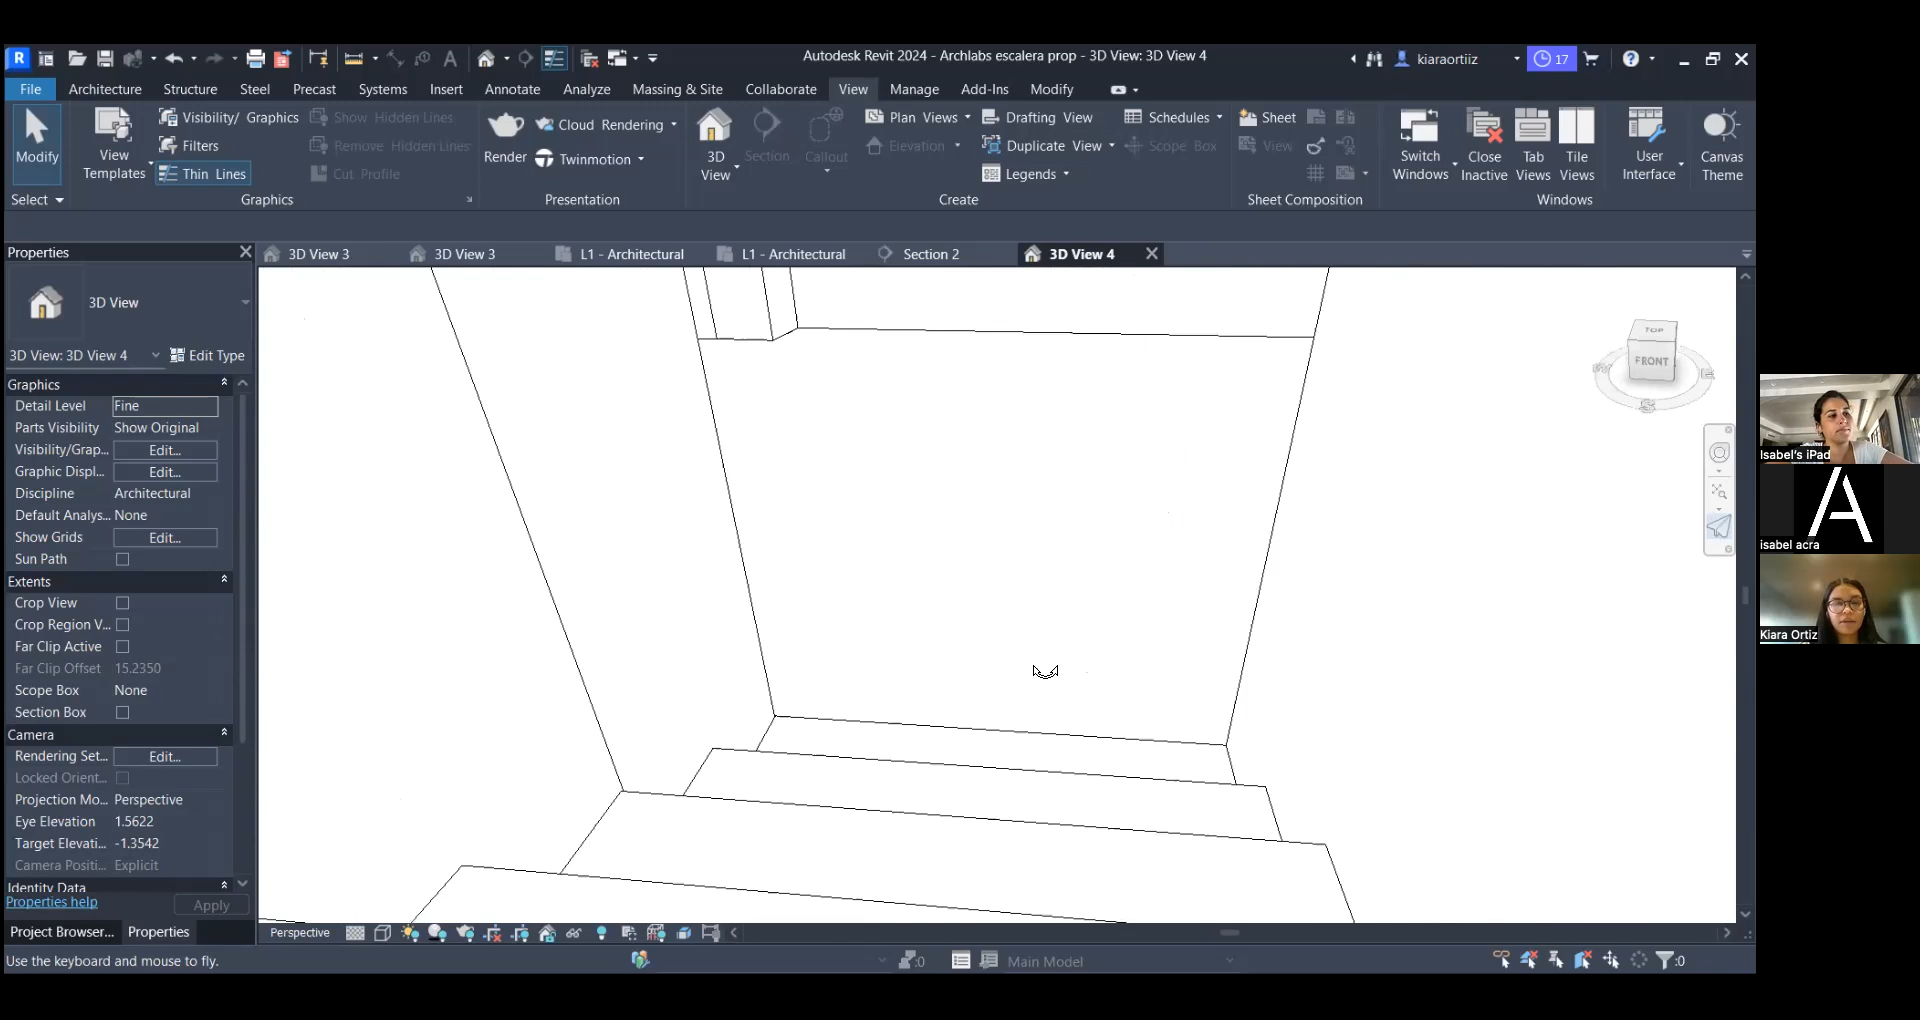 R
Autodesk Revit 2024 - Archlabs escalera prop - 3D View: 3D View 4
kiaraortiiz
17
File Architecture Structure Steel Precast Systems Insert Annotate Analyze Massing & Site Collaborate View Manage Add-Ins Modify
Modify
View Templates
Visibility/ Graphics
Filters
Thin Lines
Show Hidden Lines
Remove Hidden Lines
Cut Profile
Render
Cloud Rendering
Twinmotion
3D View
Section
Callout
Plan Views
Elevation
Drafting View
Duplicate View
Legends
Schedules
Scope Box
Sheet
View
Switch Windows
Close Inactive
Tab Views
Tile Views
User Interface
Canvas Theme
Select
Graphics
Presentation
Create
Sheet Composition
Windows
Properties
3D View 3
3D View 3
L1 - Architectural
L1 - Architectural
Section 2
3D View 4
3D View
3D View: 3D View 4
Edit Type
Graphics
Detail Level Fine
Parts Visibility Show Original
Visibility/Grap... Edit...
Graphic Displ... Edit...
Discipline Architectural
Default Analys... None
Show Grids Edit...
Sun Path
Extents
Crop View
Crop Region V...
Far Clip Active
Far Clip Offset 15.2350
Scope Box None
Section Box
Camera
Rendering Set... Edit...
Locked Orient...
Projection Mo... Perspective
Eye Elevation 1.5622
Target Elevati... -1.3542
Camera Positi... Explicit
Identity Data
Properties help
Apply
Project Browser...
Properties
Perspective
Use the keyboard and mouse to fly.
:0
Main Model
:0
TOP
FRONT
S
E
Isabel's iPad
A
isabel acra
Kiara Ortiz